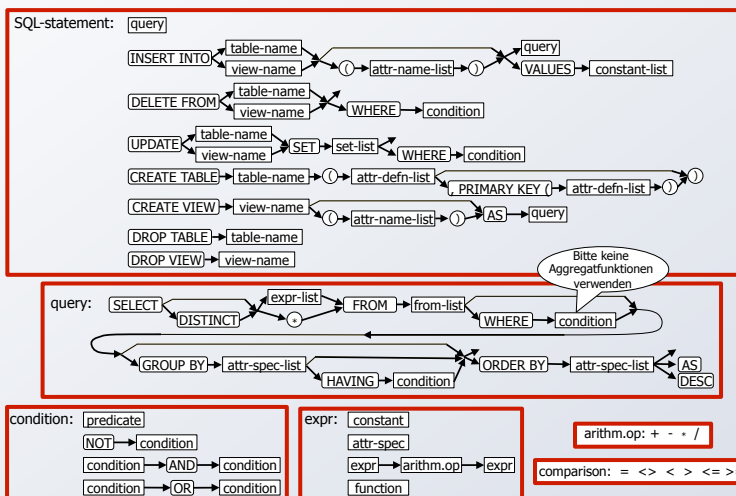 SQL-statement: query
INSERT INTO table-name view-name ( attr-name-list ) query VALUES constant-list
DELETE FROM table-name view-name WHERE condition
UPDATE table-name view-name SET set-list WHERE condition
CREATE TABLE table-name ( attr-defn-list , PRIMARY KEY ( attr-defn-list ) )
CREATE VIEW view-name ( attr-name-list ) AS query
DROP TABLE table-name
DROP VIEW view-name
Bitte keine
Aggregatfunktionen
verwenden
query: SELECT DISTINCT expr-list * FROM from-list WHERE condition
GROUP BY attr-spec-list HAVING condition ORDER BY attr-spec-list AS DESC
condition: predicate
NOT condition
condition AND condition
condition OR condition
expr: constant
attr-spec
expr arithm.op expr
function
arithm.op: + - * /
comparison: = <> < > <= >